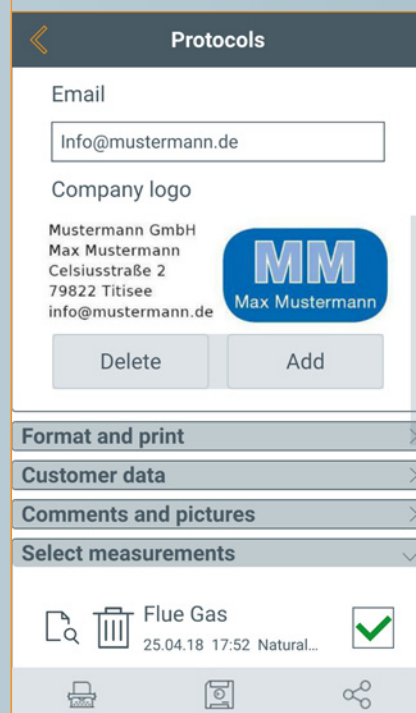 Protocols
Email
Info@mustermann.de
Company logo
Mustermann GmbH
Max Mustermann
Celsiusstraße 2
79822 Titisee
info@mustermann.de
MM
Max Mustermann
Delete
Add
Format and print
Customer data
Comments and pictures
Select measurements
Flue Gas
25.04.18 17:52 Natural...